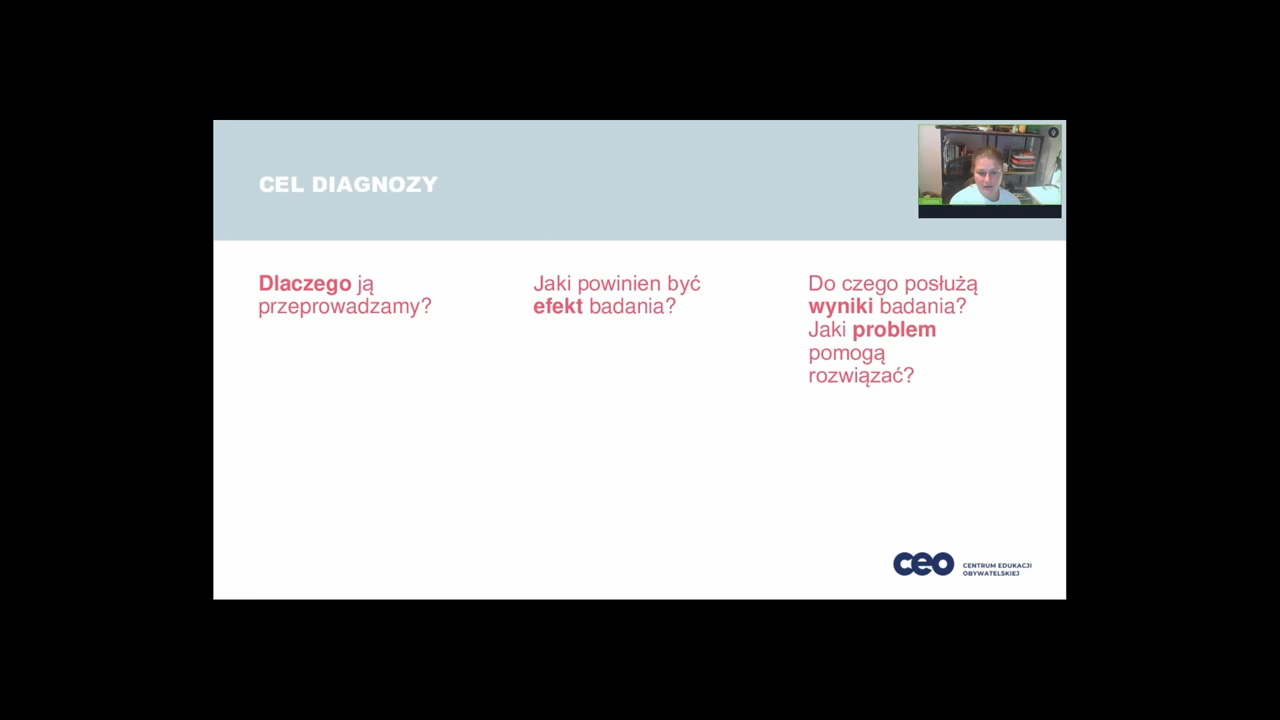 CEL DIAGNOZY
Dlaczego ją
przeprowadzamy?
Jaki powinien być
efekt badania?
Do czego posłużą
wyniki badania?
Jaki problem
pomogą
rozwiązać?
ceo
CENTRUM EDUKACJI
OBYWATELSKIEJ